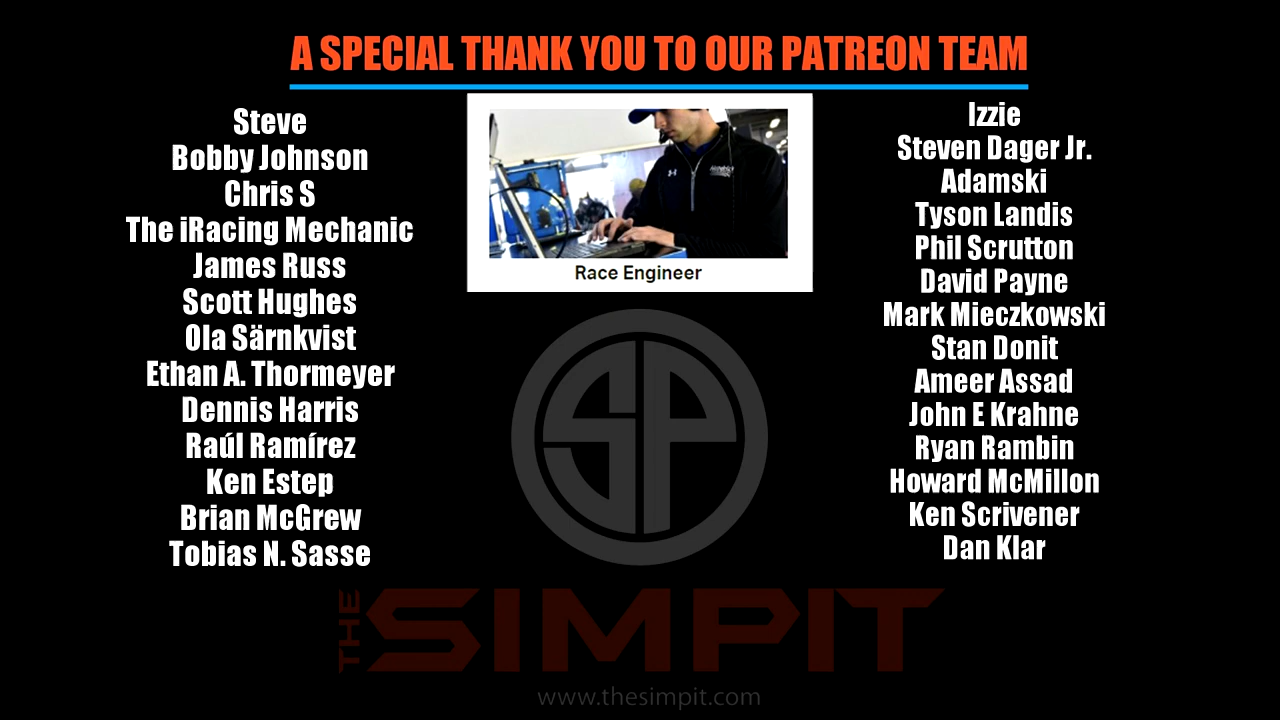 A SPECIAL THANK YOU TO OUR PATREON TEAM
Steve
Bobby Johnson
Chris S
The iRacing Mechanic
James Russ
Scott Hughes
Ola Särnkvist
Ethan A. Thormeyer
Dennis Harris
Raúl Ramírez
Ken Estep
Brian McGrew
Tobias N. Sasse
Race Engineer
Izzie
Steven Dager Jr.
Adamski
Tyson Landis
Phil Scrutton
David Payne
Mark Mieczkowski
Stan Donit
Ameer Assad
John E Krahne
Ryan Rambin
Howard McMillon
Ken Scrivener
Dan Klar
SP
THE SIMPIT
www.thesimpit.com